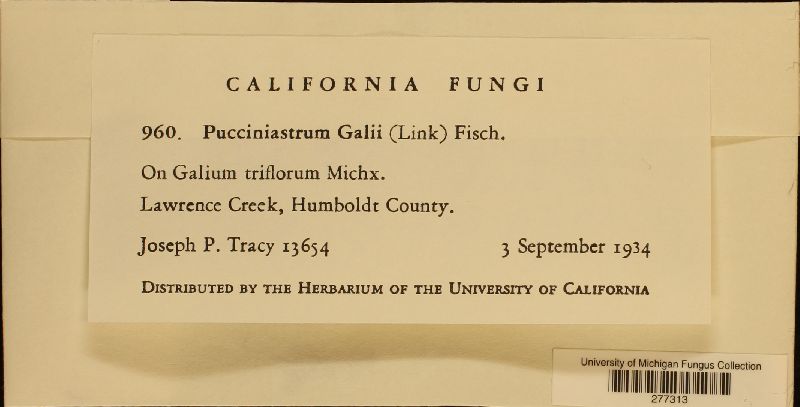 CALIFORNIA FUNGI
960. Pucciniastrum Galii (Link) Fisch.
On Galium triflorum Michx.
Lawrence Creek, Humboldt County.
Joseph P. Tracy 13654 3 September 1934
Distributed by the Herbarium of the University of California
University of Michigan Fungus Collection
277313